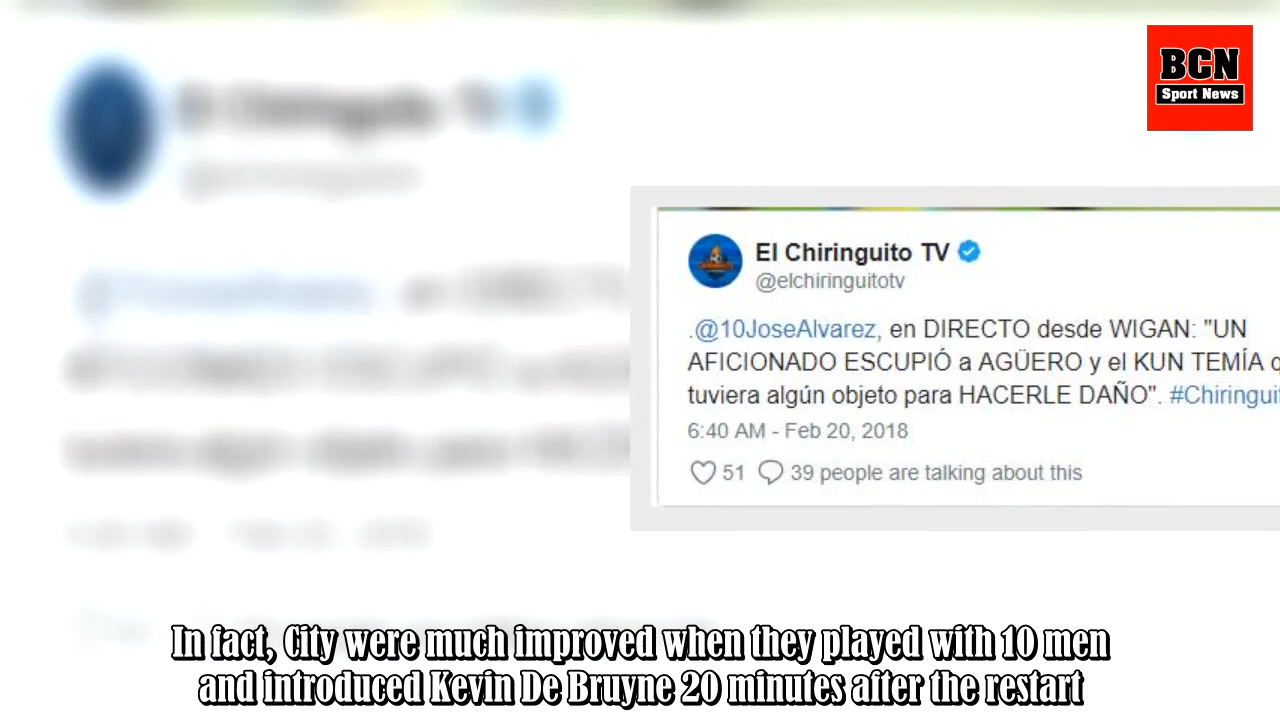 BCN
Sport News
El Chiringuito TV
@elchiringuitotv
.@10JoseAlvarez, en DIRECTO desde WIGAN: "UN
AFICIONADO ESCUPIÓ a AGÜERO y el KUN TEMÍA
tuviera algún objeto para HACERLE DAÑO". #Chiringui
6:40 AM - Feb 20, 2018
51 39 people are talking about this
In fact, City were much improved when they played with 10 men
and introduced Kevin De Bruyne 20 minutes after the restart